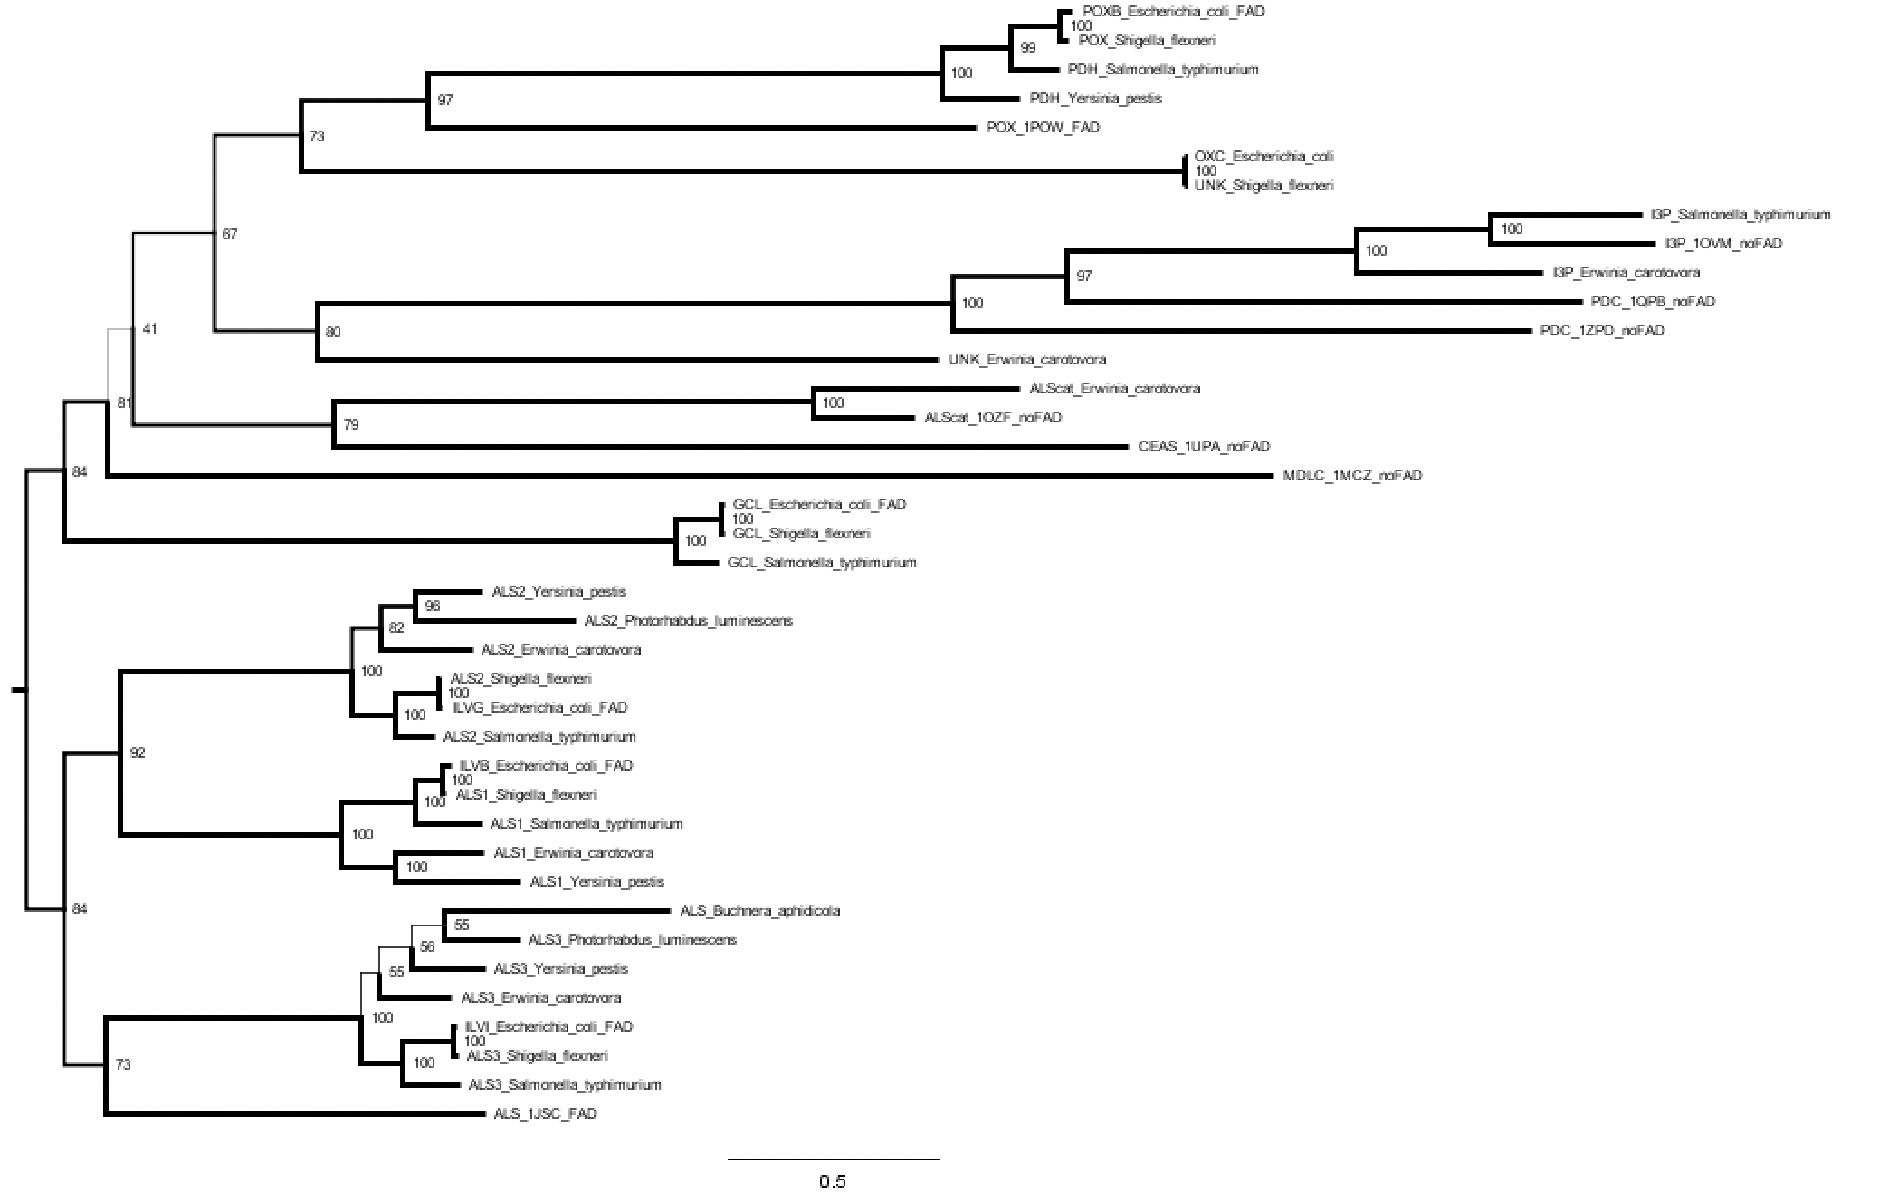 POXB_Escherichia_coli_FAD
100
POX_Shigella_flexneri
99
PDH_Salmonella_typhimurium
100
PDH_Yersinia_pestis
97
POX_1POW_FAD
73
OXC_Escherichia_coli
100
UNK_Shigella_flexneri
I3P_Salmonella_typhimurium
100
67
I3P_1OVM_noFAD
100
I3P_Erwinia_carotovora
97
PDC_1QPB_noFAD
100
PDC_1ZPD_noFAD
41
80
UNK_Erwinia_carotovora
ALScat_Erwinia_carotovora
81
100
ALScat_1OZF_noFAD
79
CEAS_1UPA_noFAD
84
MDLC_1MCZ_noFAD
GCL_Escherichia_coli_FAD
100
GCL_Shigella_flexneri
100
GCL_Salmonella_typhimurium
ALS2_Yersinia_pestis
96
ALS2_Photorhabdus_luminescens
82
ALS2_Erwinia_carotovora
100
ALS2_Shigella_flexneri
100
ILVG_Escherichia_coli_FAD
100
ALS2_Salmonella_typhimurium
92
ILVB_Escherichia_coli_FAD
100
ALS1_Shigella_flexneri
100
ALS1_Salmonella_typhimurium
100
ALS1_Erwinia_carotovora
100
ALS1_Yersinia_pestis
84
ALS_Buchnera_aphidicola
55
ALS3_Photorhabdus_luminescens
56
ALS3_Yersinia_pestis
55
ALS3_Erwinia_carotovora
100
ILVI_Escherichia_coli_FAD
100
ALS3_Shigella_flexneri
100
73
ALS3_Salmonella_typhimurium
ALS_1JSC_FAD
0.5